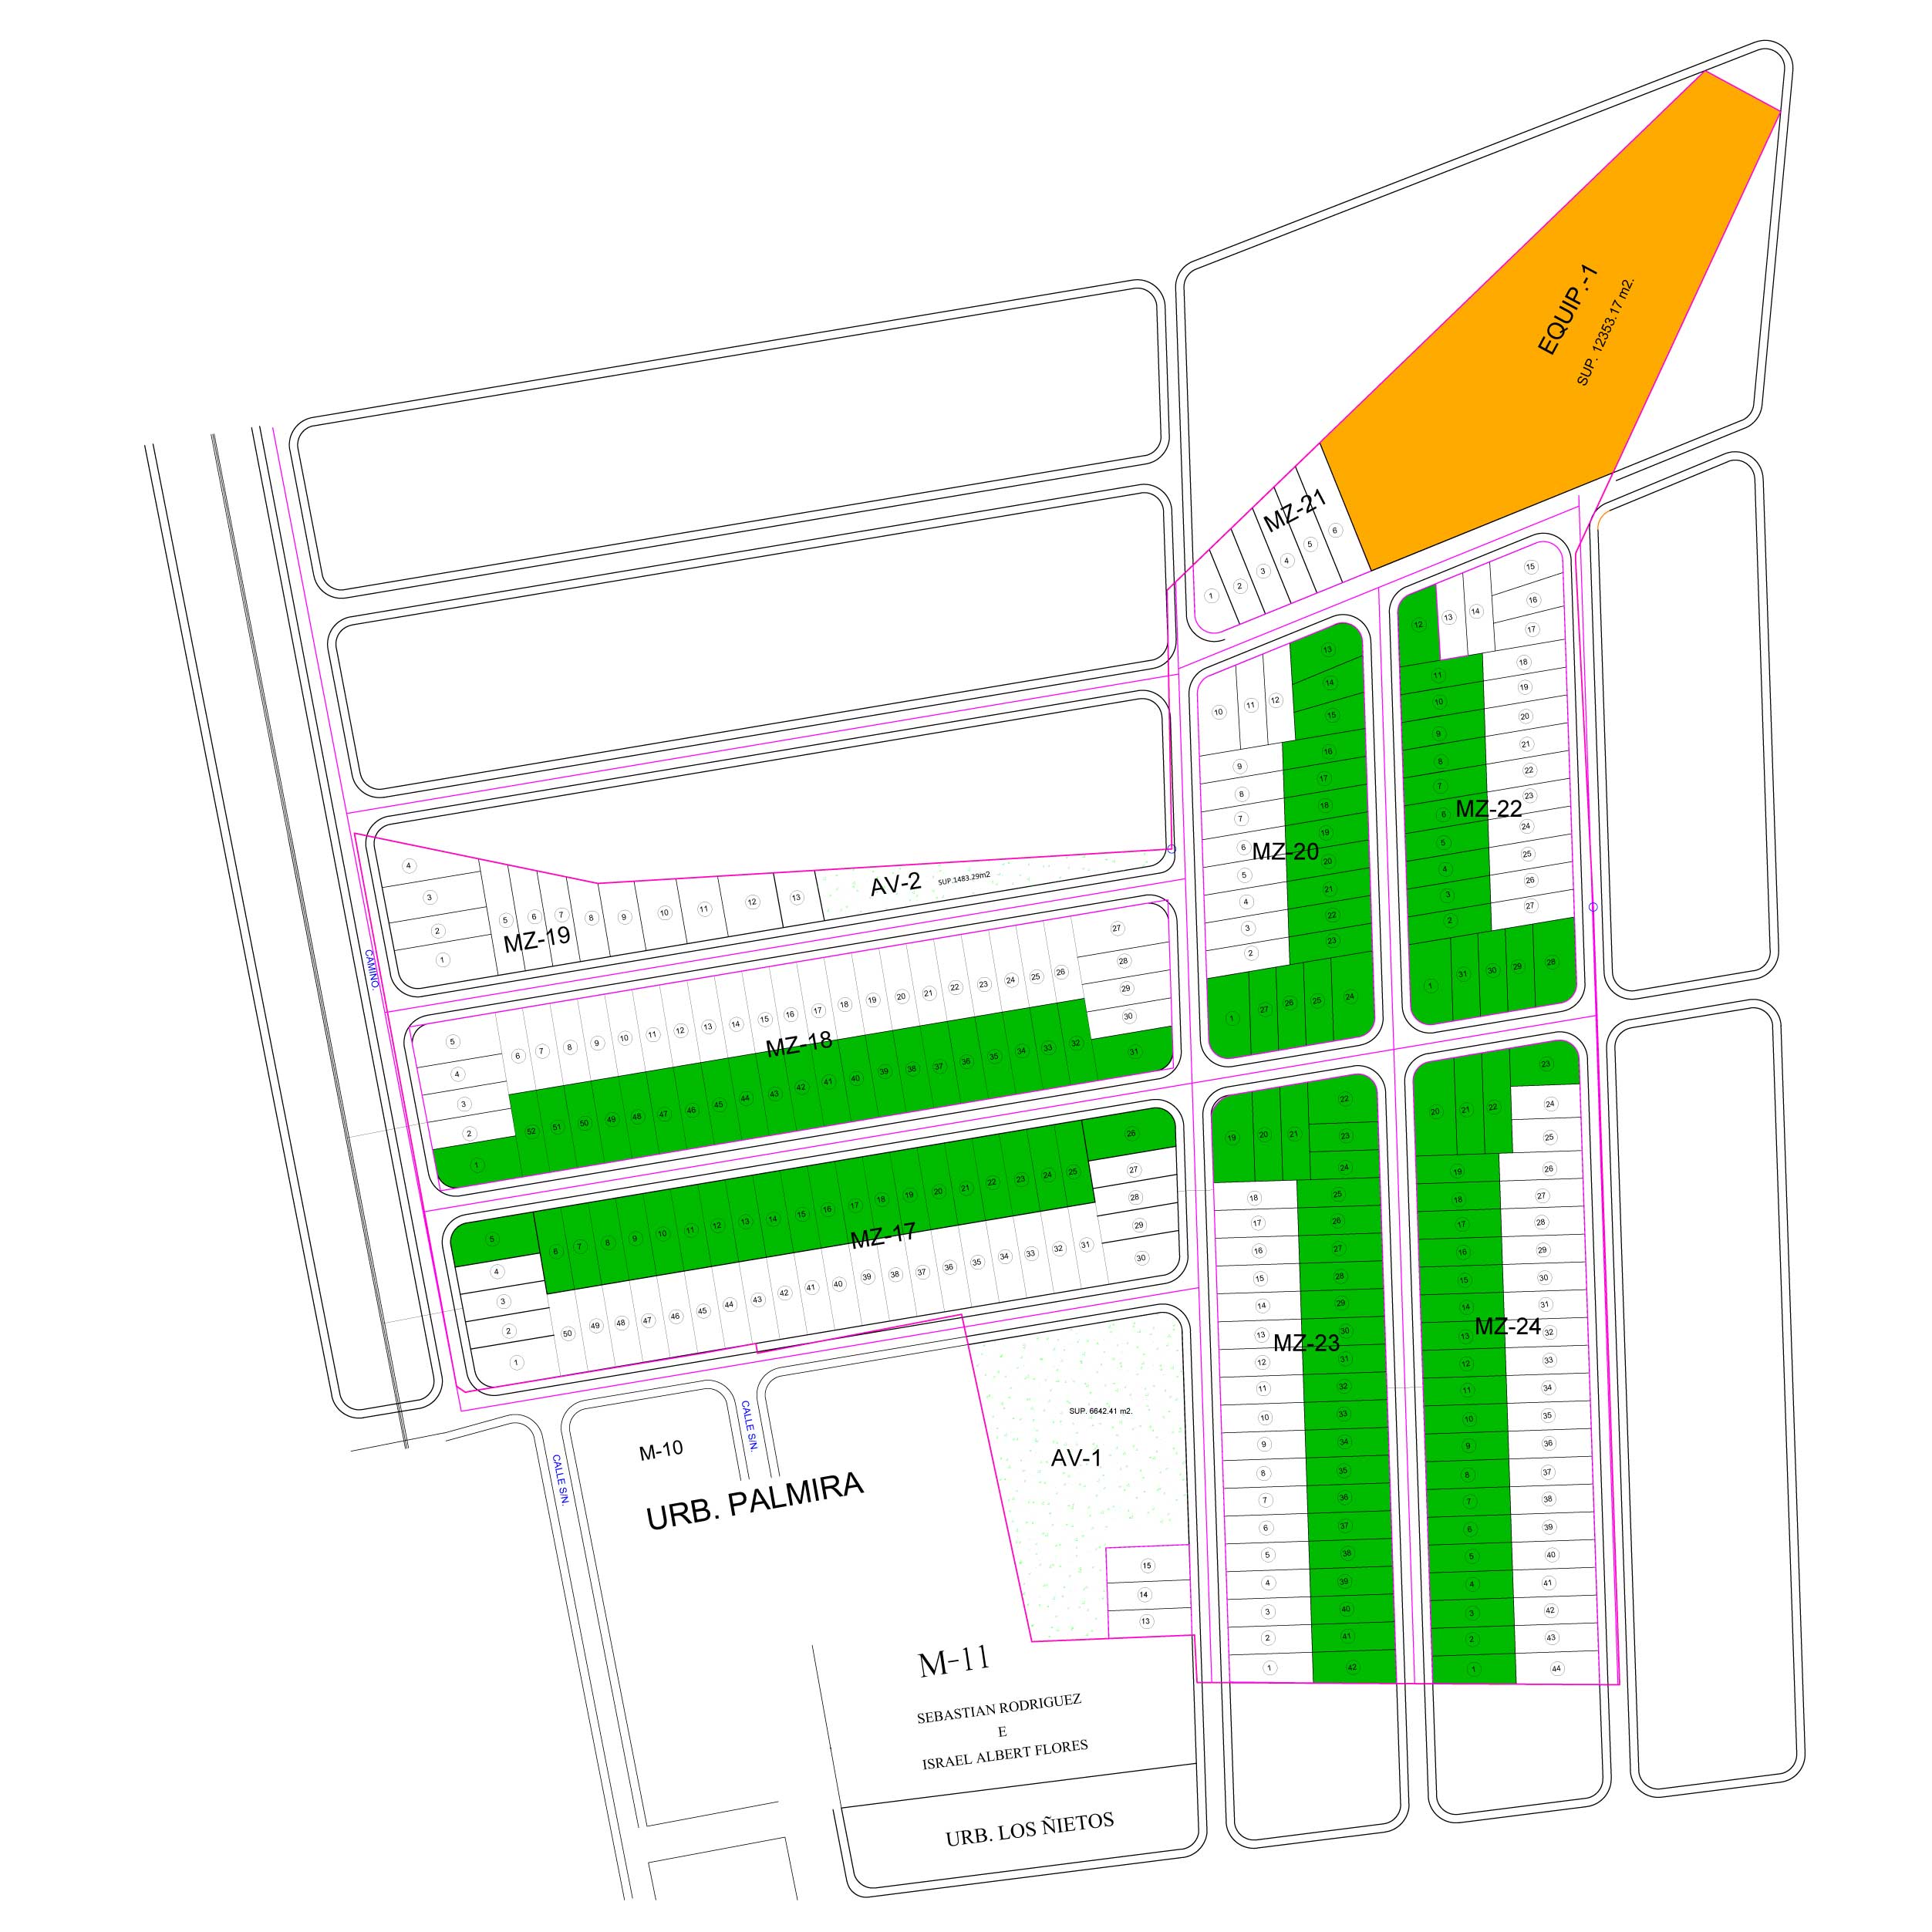 EQUIP.-1
SUP. 12353.17 m2.
MZ-21
1 2 3 4 5 6
MZ-22
12 13 14 15
16
17
11 18
10 19
9 20
8 21
7 22
6 23
5 24
4 25
3 26
2 27
1 31 30 29 28
MZ-20
10 11 12 13
14
15
9 16
8 17
7 18
6 19
5 20
4 21
3 22
2 23
1 27 26 25 24
MZ-19
4
3
2
1
5 6 7 8 9 10 11 12 13
AV-2
SUP.1483.29m2
CAMINO.
MZ-18
5
4
3
2
1
6 7 8 9 10 11 12 13 14 15 16 17 18 19 20 21 22 23 24 25 26
27
28
29
30
31
52 51 50 49 48 47 46 45 44 43 42 41 40 39 38 37 36 35 34 33 32
MZ-17
5
4
3
2
1
6 7 8 9 10 11 12 13 14 15 16 17 18 19 20 21 22 23 24 25
26
27
28
29
30
50 49 48 47 46 45 44 43 42 41 40 39 38 37 36 35 34 33 32 31
MZ-23
19 20 21 22
23
24
18 25
17 26
16 27
15 28
14 29
13 30
12 31
11 32
10 33
9 34
8 35
7 36
6 37
5 38
4 39
3 40
2 41
1 42
MZ-24
20 21 22 23
24
25
19 26
18 27
17 28
16 29
15 30
14 31
13 32
12 33
11 34
10 35
9 36
8 37
7 38
6 39
5 40
4 41
3 42
2 43
1 44
SUP. 6642.41 m2.
AV-1
15
14
13
M-10
CALLE S/N.
CALLE S/N.
URB. PALMIRA
M-11
SEBASTIAN RODRIGUEZ
E
ISRAEL ALBERT FLORES
URB. LOS ÑIETOS